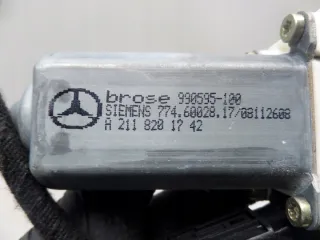 brose 990595-100
SIEMENS 774.60028.17/08112608
A 211 820 17 42